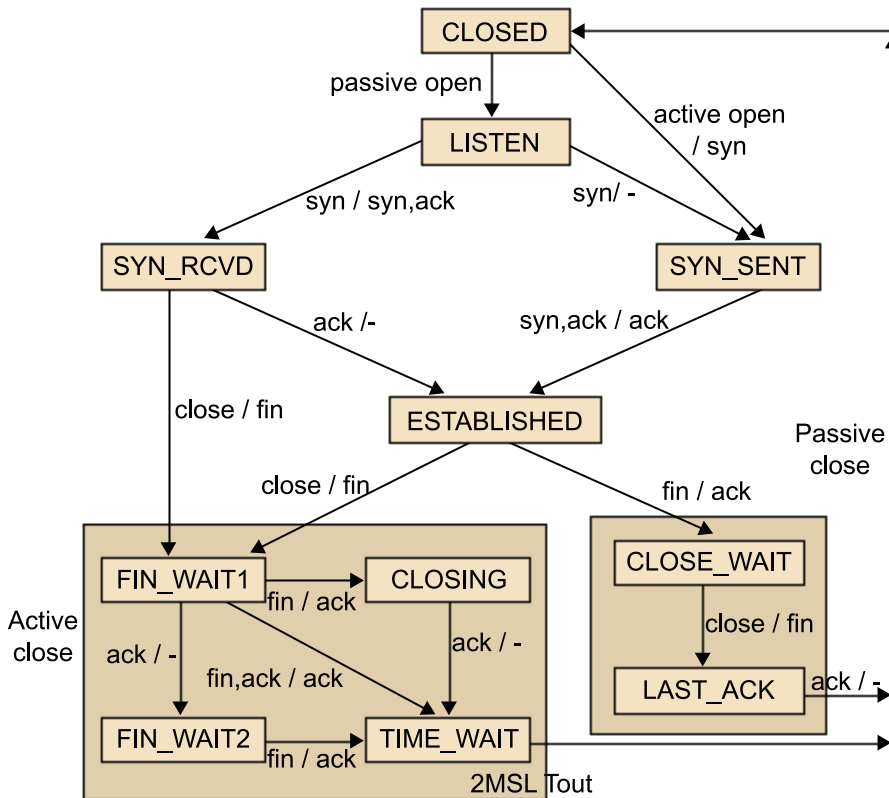 CLOSED
passive open
active open
/ syn
LISTEN
syn / syn,ack
syn/ -
SYN_RCVD
SYN_SENT
ack /-
syn,ack / ack
close / fin
ESTABLISHED
Passive
close
close / fin
fin / ack
FIN_WAIT1
CLOSING
CLOSE_WAIT
fin / ack
Active
close
ack / -
fin,ack / ack
ack / -
close / fin
LAST_ACK
ack / -
FIN_WAIT2
TIME_WAIT
fin / ack
2MSL Tout